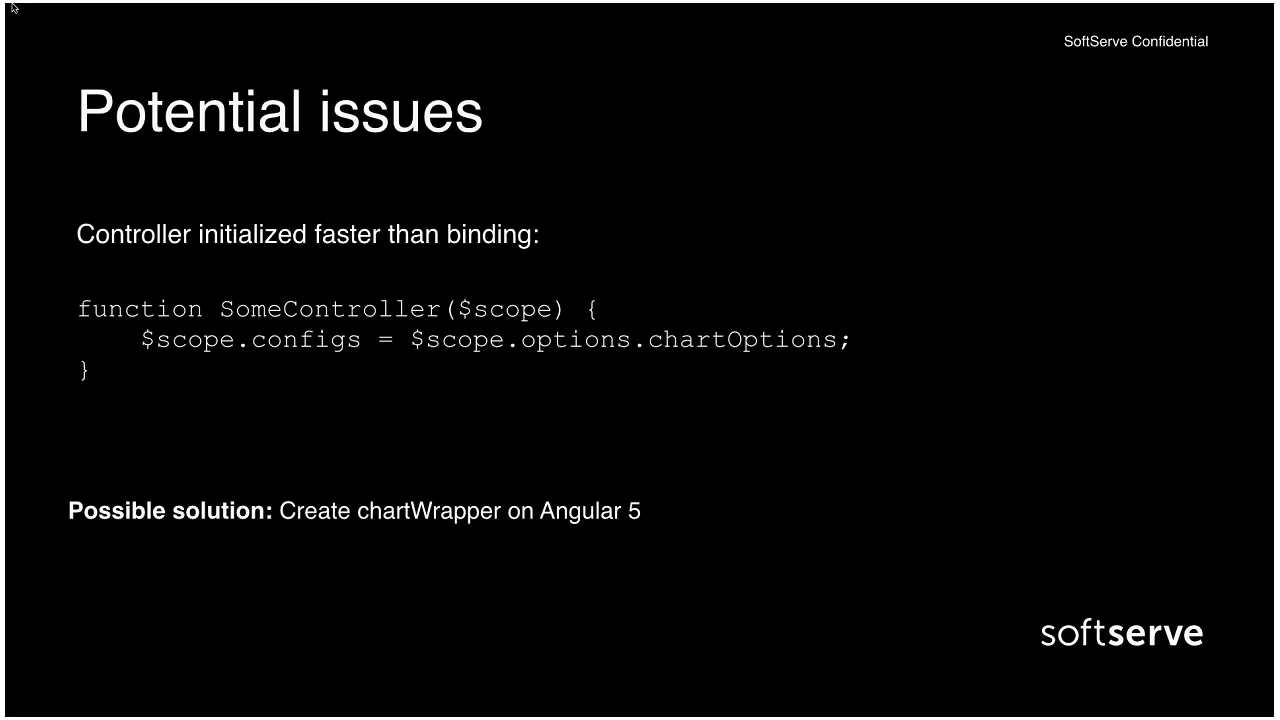 SoftServe Confidential
Potential issues
Controller initialized faster than binding:
function SomeController($scope) {
    $scope.configs = $scope.options.chartOptions;
}
Possible solution: Create chartWrapper on Angular 5
softserve